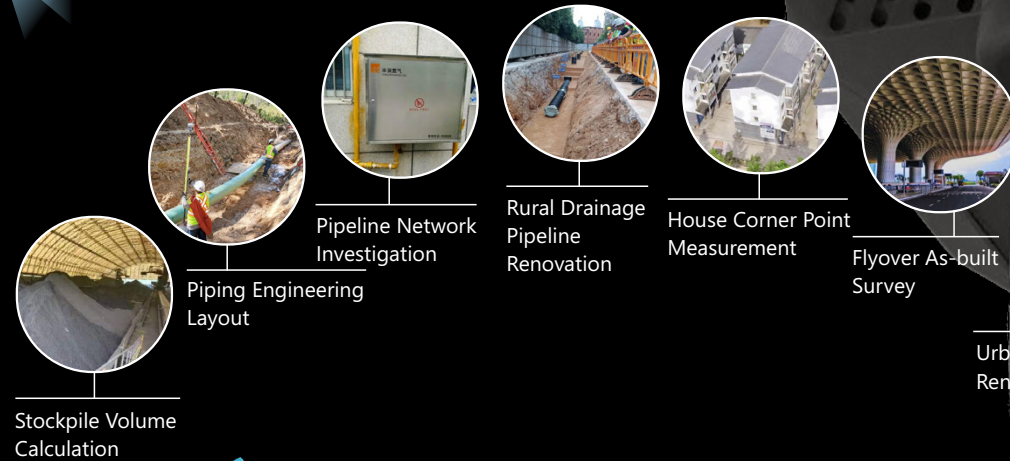 Stockpile Volume
Calculation
Piping Engineering
Layout
Pipeline Network
Investigation
Rural Drainage
Pipeline
Renovation
House Corner Point
Measurement
Flyover As-built
Survey
Urb
Ren